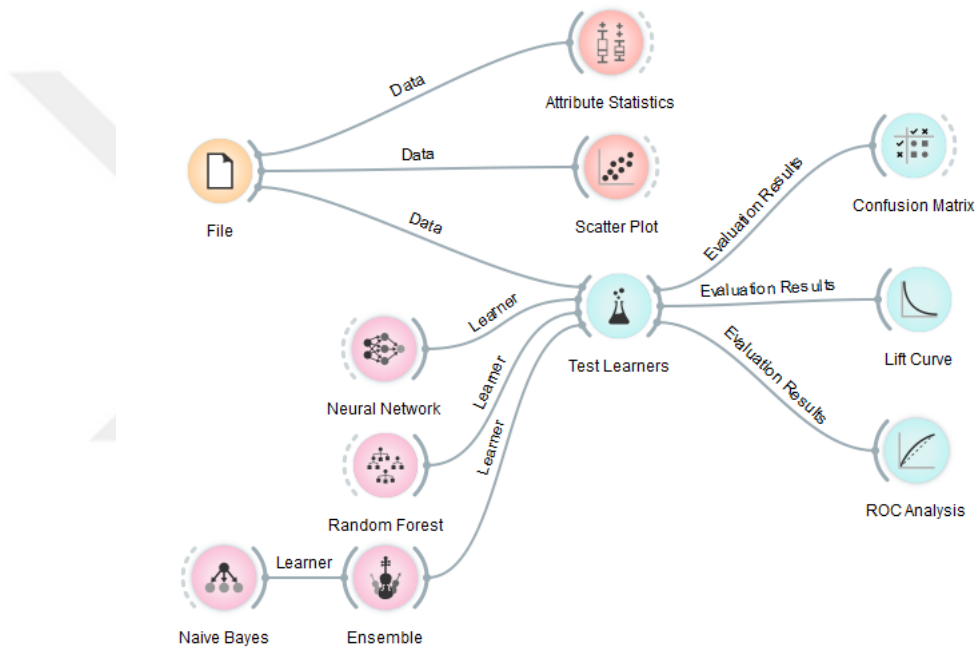 Data
Attribute Statistics
Data
Scatter Plot
File
Data
Evaluation Results
Confusion Matrix
Evaluation Results
Lift Curve
Learner
Test Learners
Neural Network
Learner
Evaluation Results
ROC Analysis
Random Forest
Learner
Learner
Naive Bayes
Ensemble